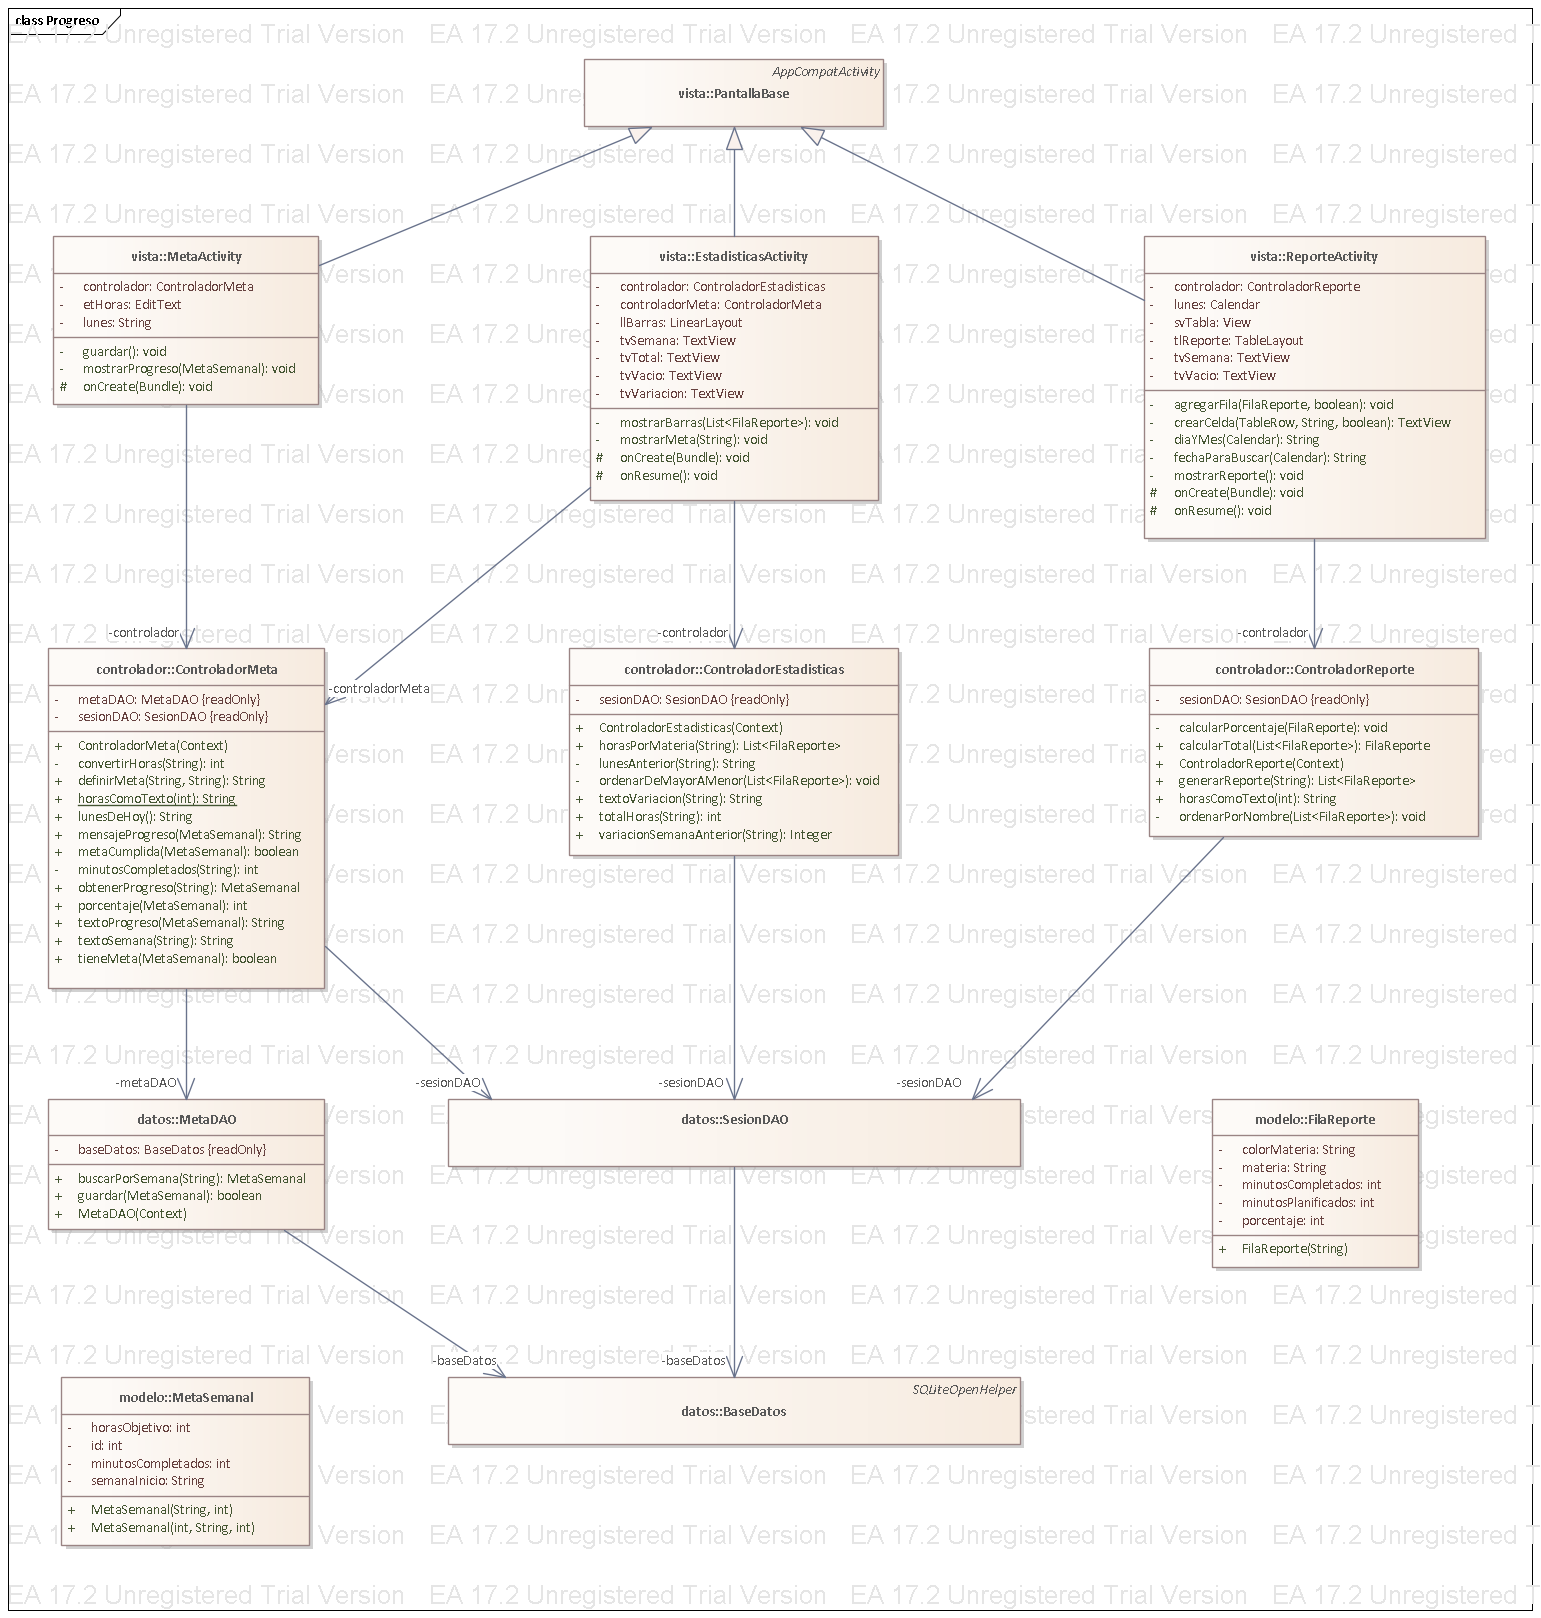 class Progreso
AppCompatActivity
vista::PantallaBase
vista::MetaActivity
- controlador: ControladorMeta
- etHoras: EditText
- lunes: String
- guardar(): void
- mostrarProgreso(MetaSemanal): void
# onCreate(Bundle): void
vista::EstadisticasActivity
- controlador: ControladorEstadisticas
- controladorMeta: ControladorMeta
- llBarras: LinearLayout
- tvSemana: TextView
- tvTotal: TextView
- tvVacio: TextView
- tvVariacion: TextView
- mostrarBarras(List<FilaReporte>): void
- mostrarMeta(String): void
# onCreate(Bundle): void
# onResume(): void
vista::ReporteActivity
- controlador: ControladorReporte
- lunes: Calendar
- svTabla: View
- tlReporte: TableLayout
- tvSemana: TextView
- tvVacio: TextView
- agregarFila(FilaReporte, boolean): void
- crearCelda(TableRow, String, boolean): TextView
- diaYMes(Calendar): String
- fechaParaBuscar(Calendar): String
- mostrarReporte(): void
# onCreate(Bundle): void
# onResume(): void
-controlador
-controlador
-controlador
-controladorMeta
controlador::ControladorMeta
- metaDAO: MetaDAO {readOnly}
- sesionDAO: SesionDAO {readOnly}
+ ControladorMeta(Context)
- convertirHoras(String): int
+ definirMeta(String, String): String
+ horasComoTexto(int): String
+ lunesDeHoy(): String
+ mensajeProgreso(MetaSemanal): String
+ metaCumplida(MetaSemanal): boolean
- minutosCompletados(String): int
+ obtenerProgreso(String): MetaSemanal
+ porcentaje(MetaSemanal): int
+ textoProgreso(MetaSemanal): String
+ textoSemana(String): String
+ tieneMeta(MetaSemanal): boolean
controlador::ControladorEstadisticas
- sesionDAO: SesionDAO {readOnly}
+ ControladorEstadisticas(Context)
+ horasPorMateria(String): List<FilaReporte>
- lunesAnterior(String): String
- ordenarDeMayorAMenor(List<FilaReporte>): void
+ textoVariacion(String): String
+ totalHoras(String): int
+ variacionSemanaAnterior(String): Integer
controlador::ControladorReporte
- sesionDAO: SesionDAO {readOnly}
- calcularPorcentaje(FilaReporte): void
+ calcularTotal(List<FilaReporte>): FilaReporte
+ ControladorReporte(Context)
+ generarReporte(String): List<FilaReporte>
+ horasComoTexto(int): String
- ordenarPorNombre(List<FilaReporte>): void
-metaDAO
-sesionDAO
-sesionDAO
-sesionDAO
datos::MetaDAO
- baseDatos: BaseDatos {readOnly}
+ buscarPorSemana(String): MetaSemanal
+ guardar(MetaSemanal): boolean
+ MetaDAO(Context)
datos::SesionDAO
modelo::FilaReporte
- colorMateria: String
- materia: String
- minutosCompletados: int
- minutosPlanificados: int
- porcentaje: int
+ FilaReporte(String)
-baseDatos
-baseDatos
modelo::MetaSemanal
- horasObjetivo: int
- id: int
- minutosCompletados: int
- semanaInicio: String
+ MetaSemanal(String, int)
+ MetaSemanal(int, String, int)
SQLiteOpenHelper
datos::BaseDatos
EA 17.2 Unregistered Trial Version